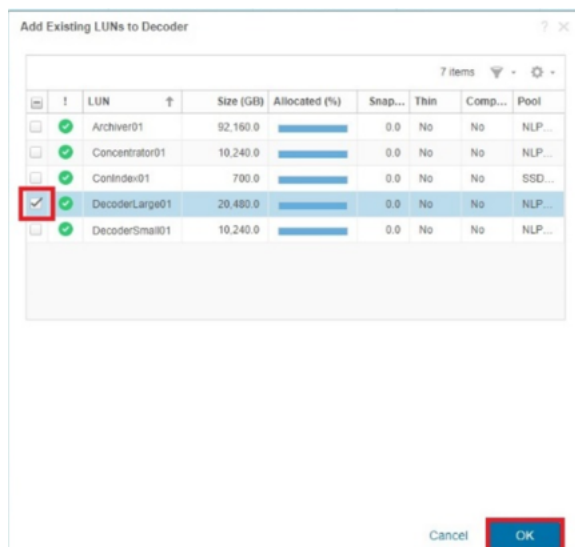 Add Existing LUNs to Decoder ? ×
7 items
! LUN ↑ Size (GB) Allocated (%) Snap... Thin Comp... Pool
Archiver01 92,160.0 0.0 No No NLP...
Concentrator01 10,240.0 0.0 No No NLP...
ConIndex01 700.0 0.0 No No SSD...
DecoderLarge01 20,480.0 0.0 No No NLP...
DecoderSmall01 10,240.0 0.0 No No NLP...
Cancel OK